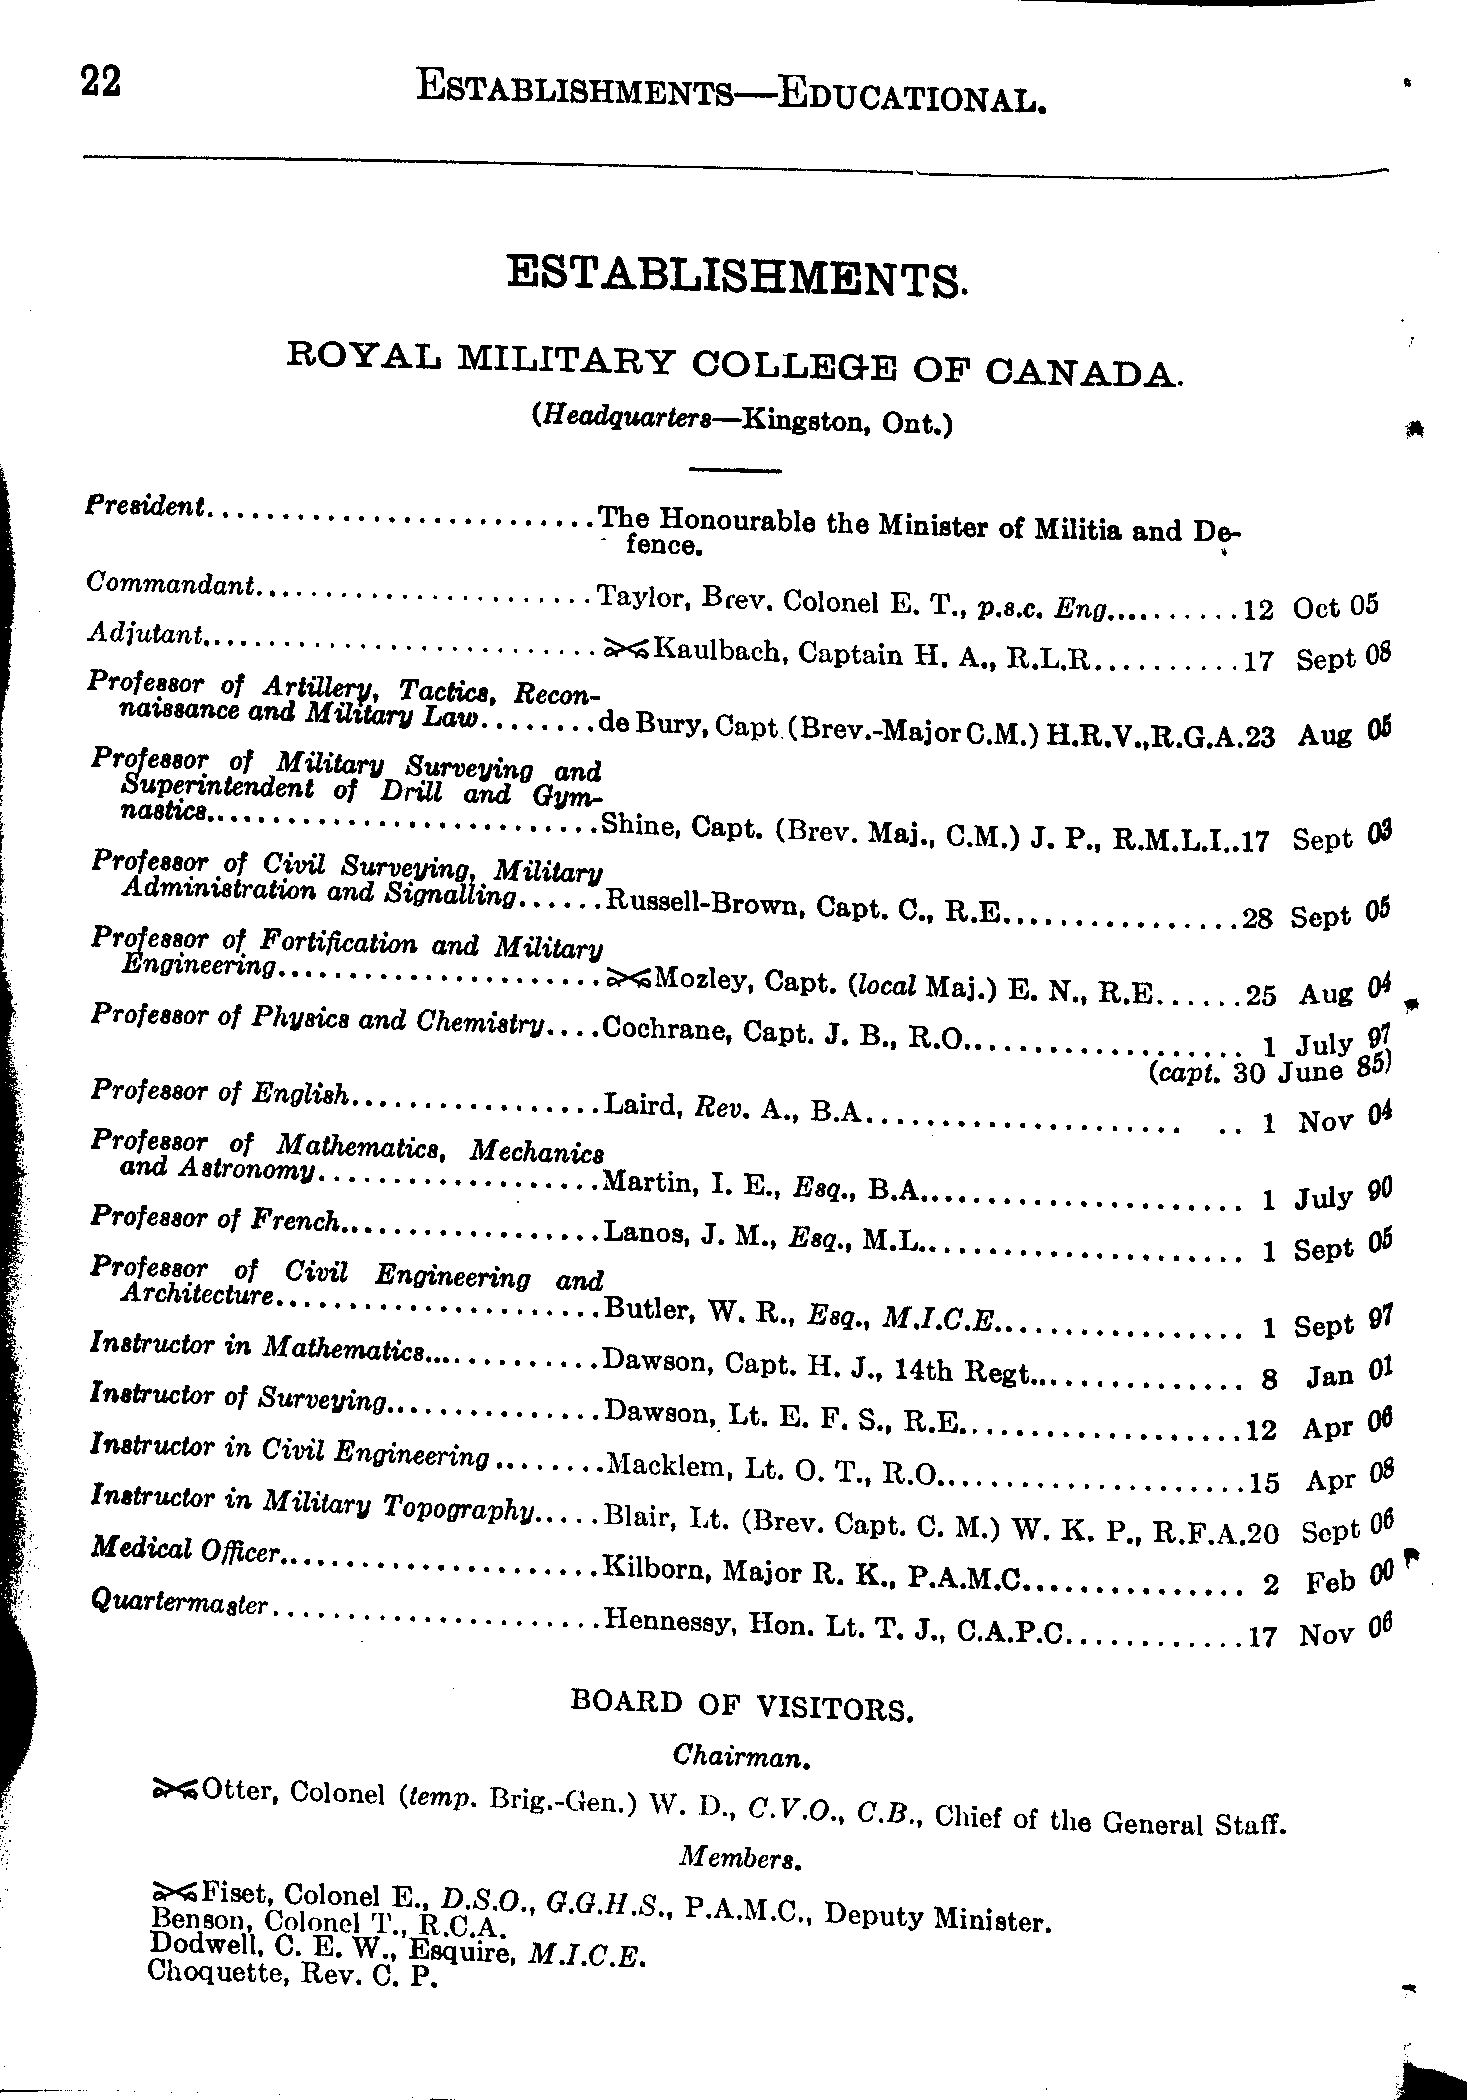 22
ESTABLISHMENTS—EDUCATIONAL.
ESTABLISHMENTS.
ROYAL MILITARY COLLEGE OF CANADA.
(Headquarters—Kingston, Ont.)
President..........................The Honourable the Minister of Militia and De-
fence.
Commandant.......................Taylor, Brev. Colonel E. T., p.s.c. Eng..........12 Oct 05
Adjutant...........................⚔Kaulbach, Captain H. A., R.L.R..........17 Sept 08
Professor of Artillery, Tactics, Recon-
naissance and Military Law........de Bury, Capt. (Brev.-Major C.M.) H.R.V.,R.G.A.23 Aug 05
Professor of Military Surveying and
Superintendent of Drill and Gym-
nastics...........................Shine, Capt. (Brev. Maj., C.M.) J. P., R.M.L.I..17 Sept 03
Professor of Civil Surveying, Military
Administration and Signalling......Russell-Brown, Capt. C., R.E.................28 Sept 05
Professor of Fortification and Military
Engineering.......................⚔Mozley, Capt. (local Maj.) E. N., R.E......25 Aug 04
Professor of Physics and Chemistry....Cochrane, Capt. J. B., R.O.................... 1 July 97
(capt. 30 June 85)
Professor of English.................Laird, Rev. A., B.A...................... .. 1 Nov 04
Professor of Mathematics, Mechanics
and Astronomy...................Martin, I. E., Esq., B.A...................... 1 July 90
Professor of French..................Lanos, J. M., Esq., M.L...................... 1 Sept 05
Professor of Civil Engineering and
Architecture......................Butler, W. R., Esq., M.I.C.E................. 1 Sept 97
Instructor in Mathematics............Dawson, Capt. H. J., 14th Regt............... 8 Jan 01
Instructor of Surveying...............Dawson, Lt. E. F. S., R.E....................12 Apr 06
Instructor in Civil Engineering........Macklem, Lt. O. T., R.O.....................15 Apr 08
Instructor in Military Topography.....Blair, Lt. (Brev. Capt. C. M.) W. K. P., R.F.A.20 Sept 06
Medical Officer......................Kilborn, Major R. K., P.A.M.C............... 2 Feb 00
Quartermaster......................Hennessy, Hon. Lt. T. J., C.A.P.C.............17 Nov 06
BOARD OF VISITORS.
Chairman.
⚔Otter, Colonel (temp. Brig.-Gen.) W. D., C.V.O., C.B., Chief of the General Staff.
Members.
⚔Fiset, Colonel E., D.S.O., G.G.H.S., P.A.M.C., Deputy Minister.
Benson, Colonel T., R.C.A.
Dodwell, C. E. W., Esquire, M.I.C.E.
Choquette, Rev. C. P.